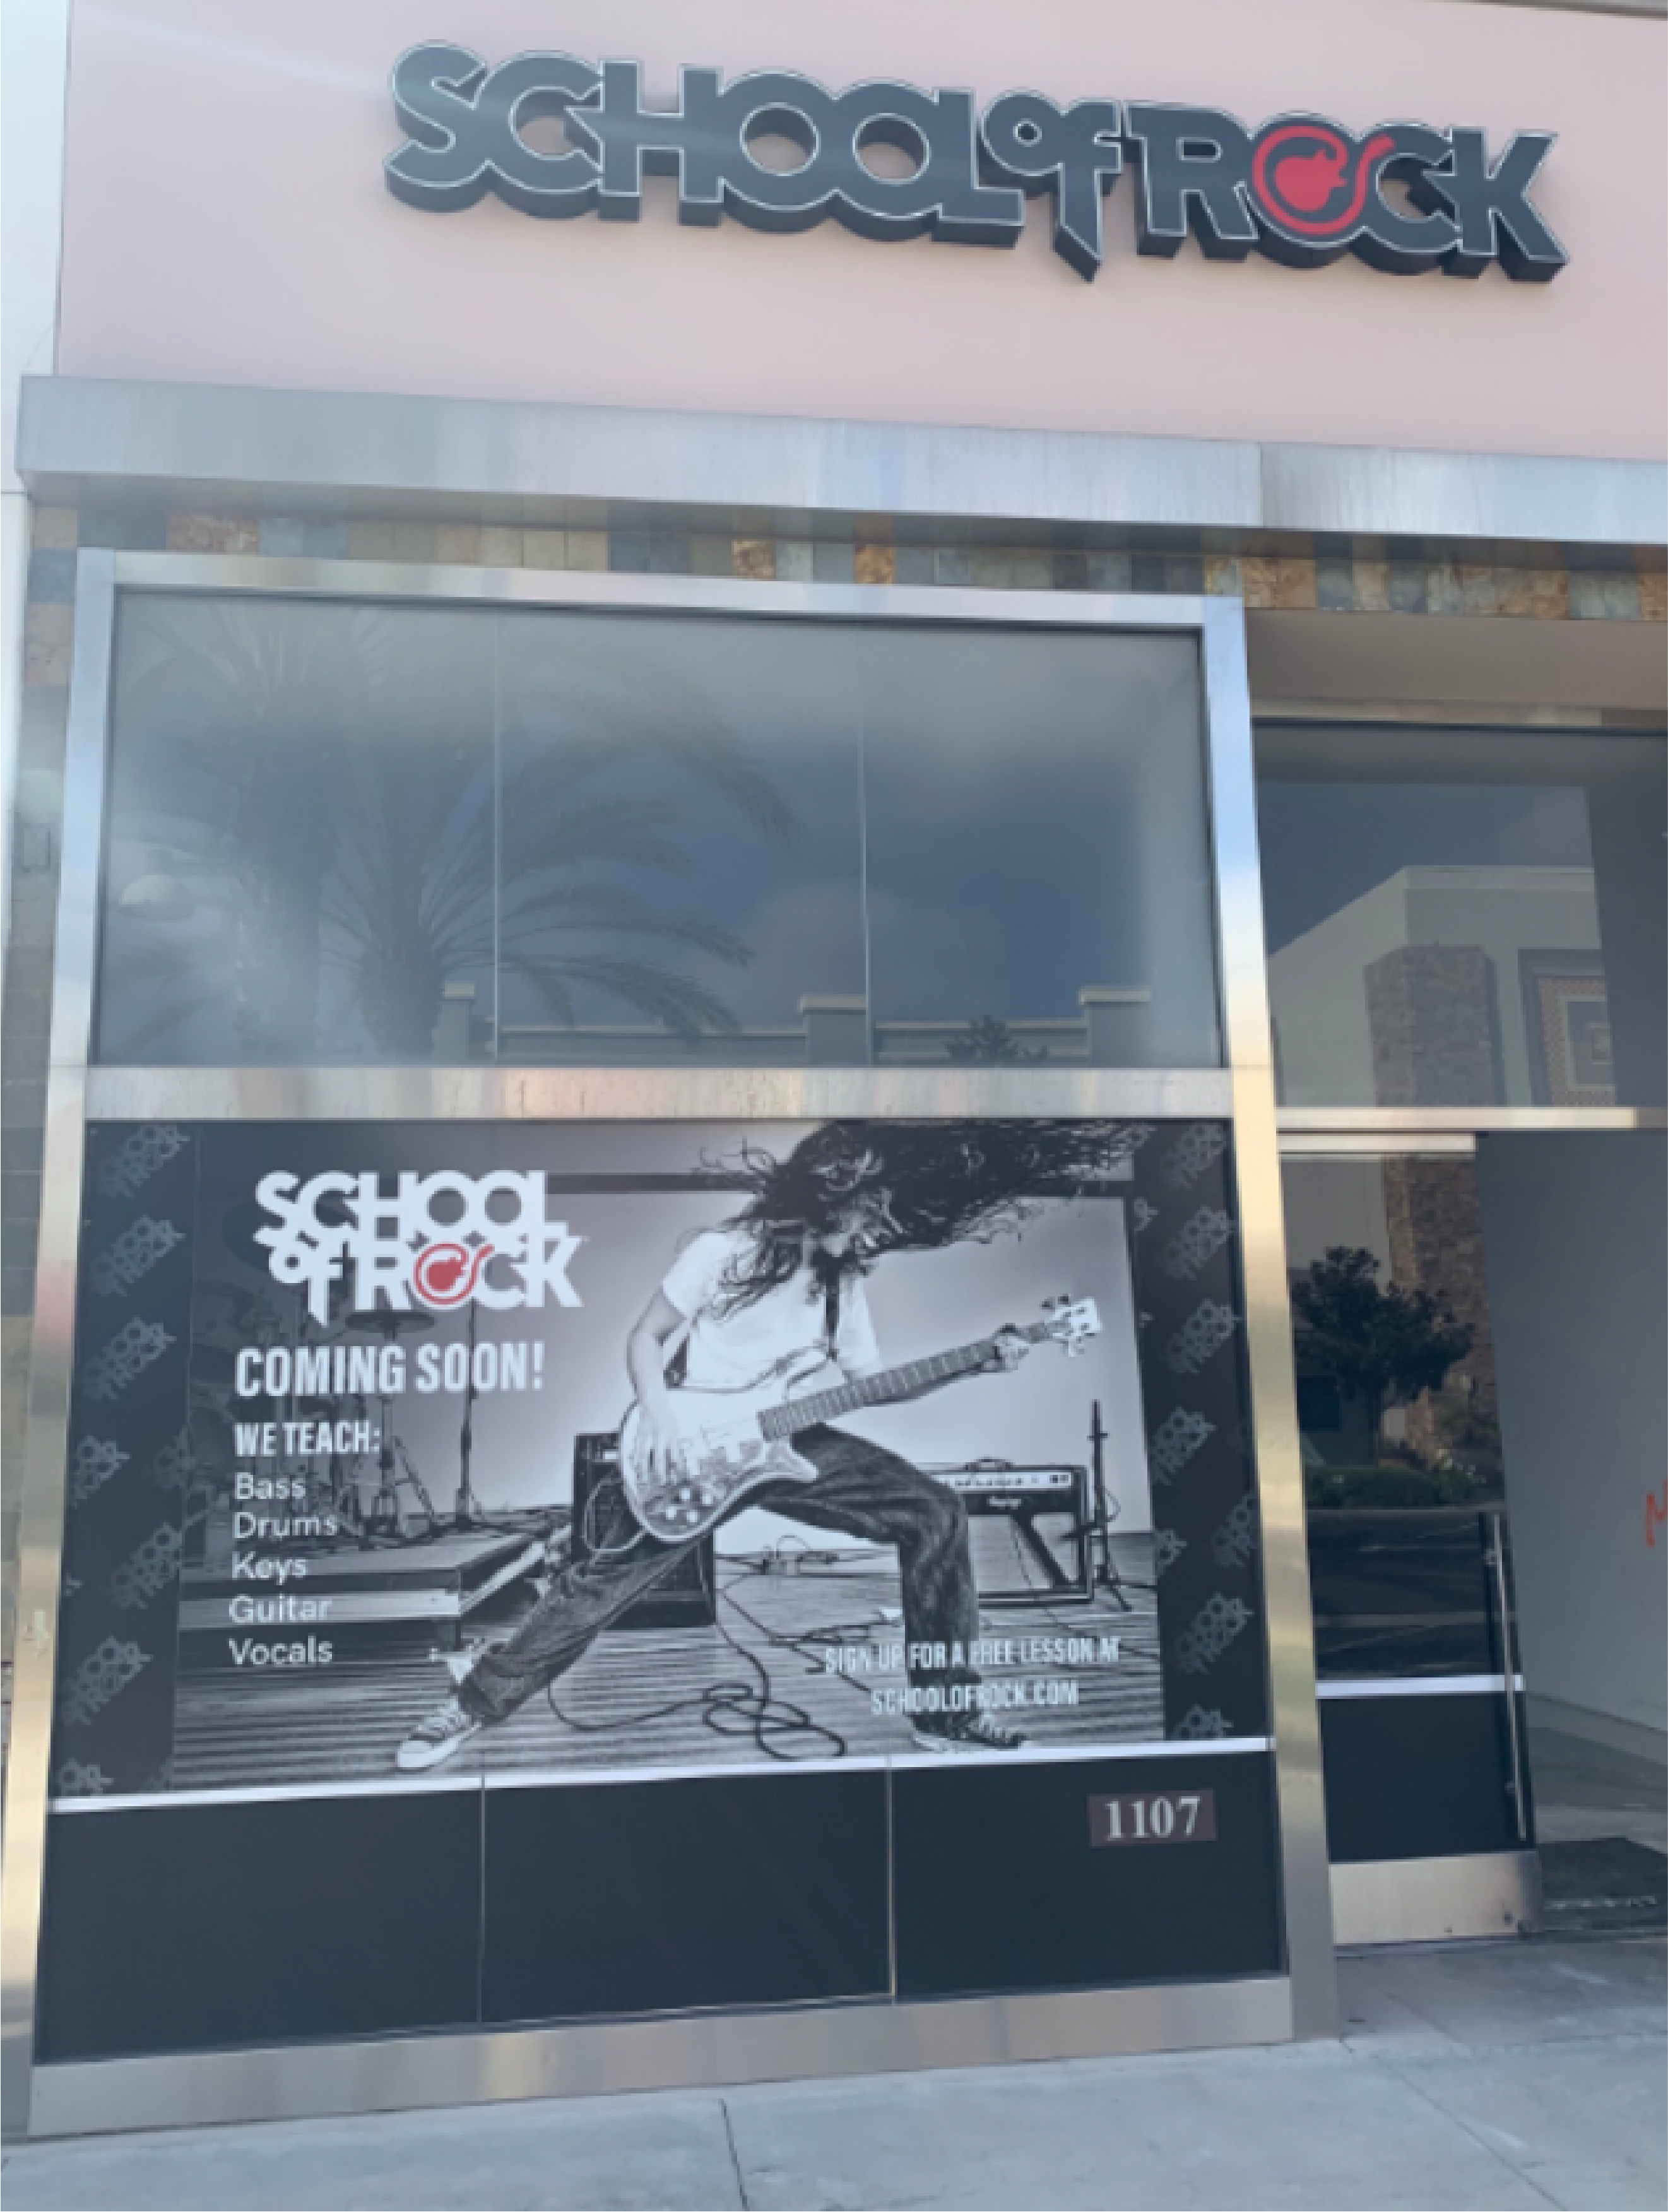 SCHOOL of ROCK
SCHOOL
of ROCK
COMING SOON!
WE TEACH:
Bass
Drums
Keys
Guitar
Vocals
SIGN UP FOR A FREE LESSON AT
SCHOOLOFROCK.COM
1107